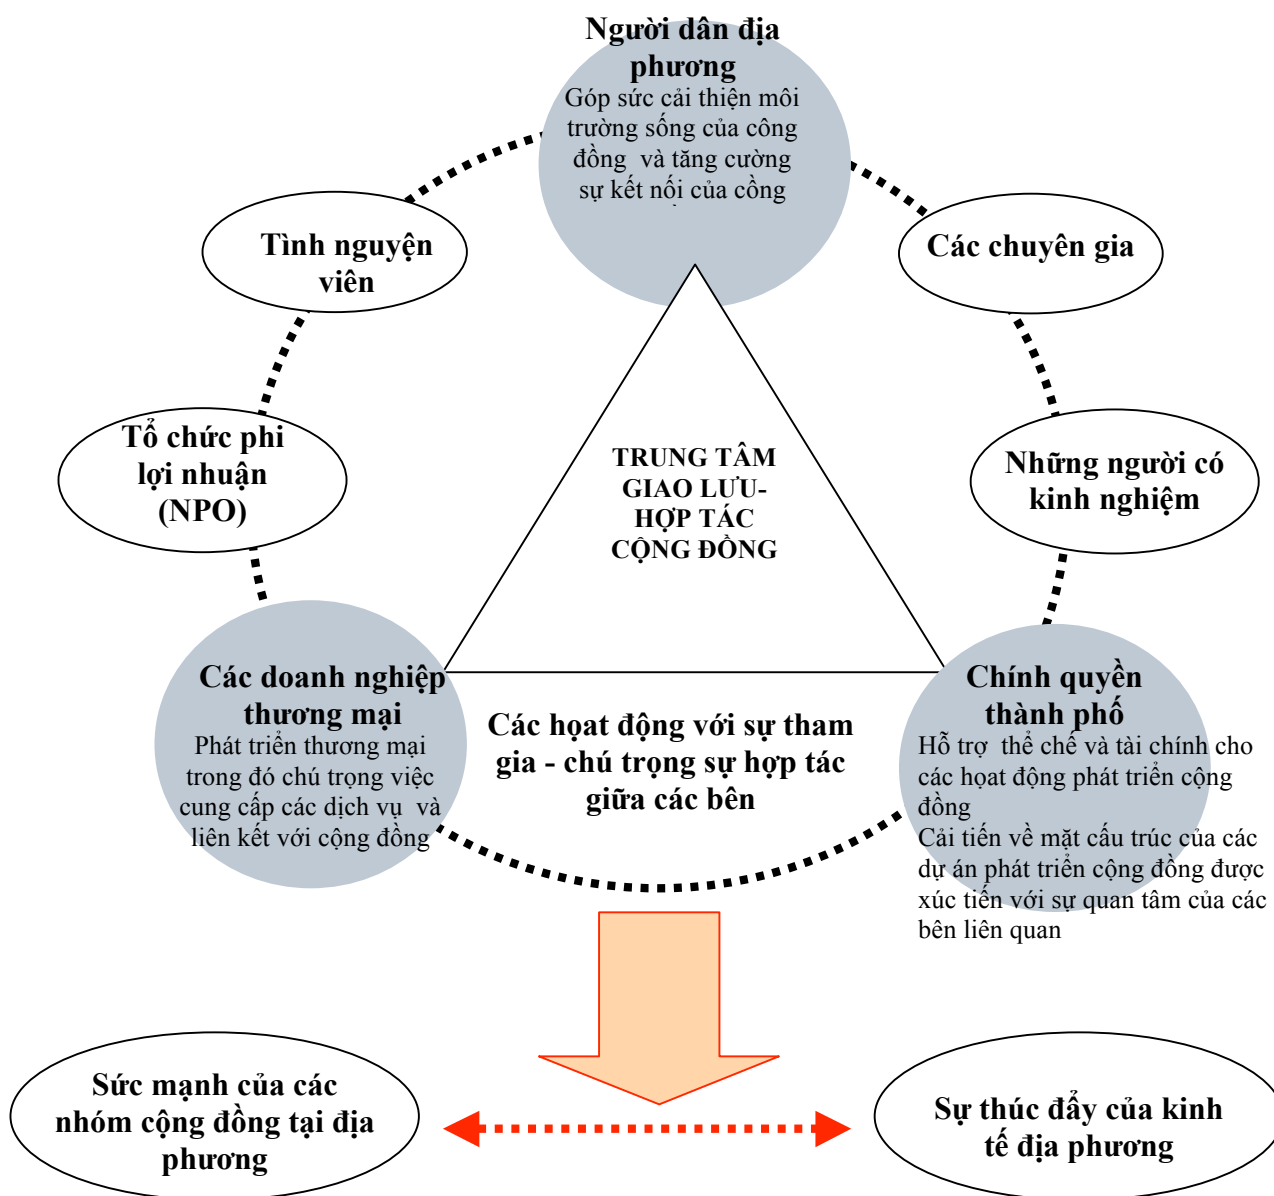 Người dân địa
phương
Góp sức cải thiện môi
trường sống của công
đồng  và tăng cường
sự kết nối của cồng
Tình nguyện
viên
Các chuyên gia
Tổ chức phi
lợi nhuận
(NPO)
TRUNG TÂM
GIAO LƯU-
HỢP TÁC
CỘNG ĐỒNG
Những người có
kinh nghiệm
Các doanh nghiệp
thương mại
Phát triển thương mại
trong đó chú trọng việc
cung cấp các dịch vụ  và
liên kết với cộng đồng
Các họat động với sự tham
gia - chú trọng sự hợp tác
giữa các bên
Chính quyền
thành phố
Hỗ trợ  thể chế và tài chính cho
các họat động phát triển cộng
đồng
Cải tiến về mặt cấu trúc của các
dự án phát triển cộng đồng được
xúc tiến với sự quan tâm của các
bên liên quan
Sức mạnh của các
nhóm cộng đồng tại địa
phương
Sự thúc đẩy của kinh
tế địa phương